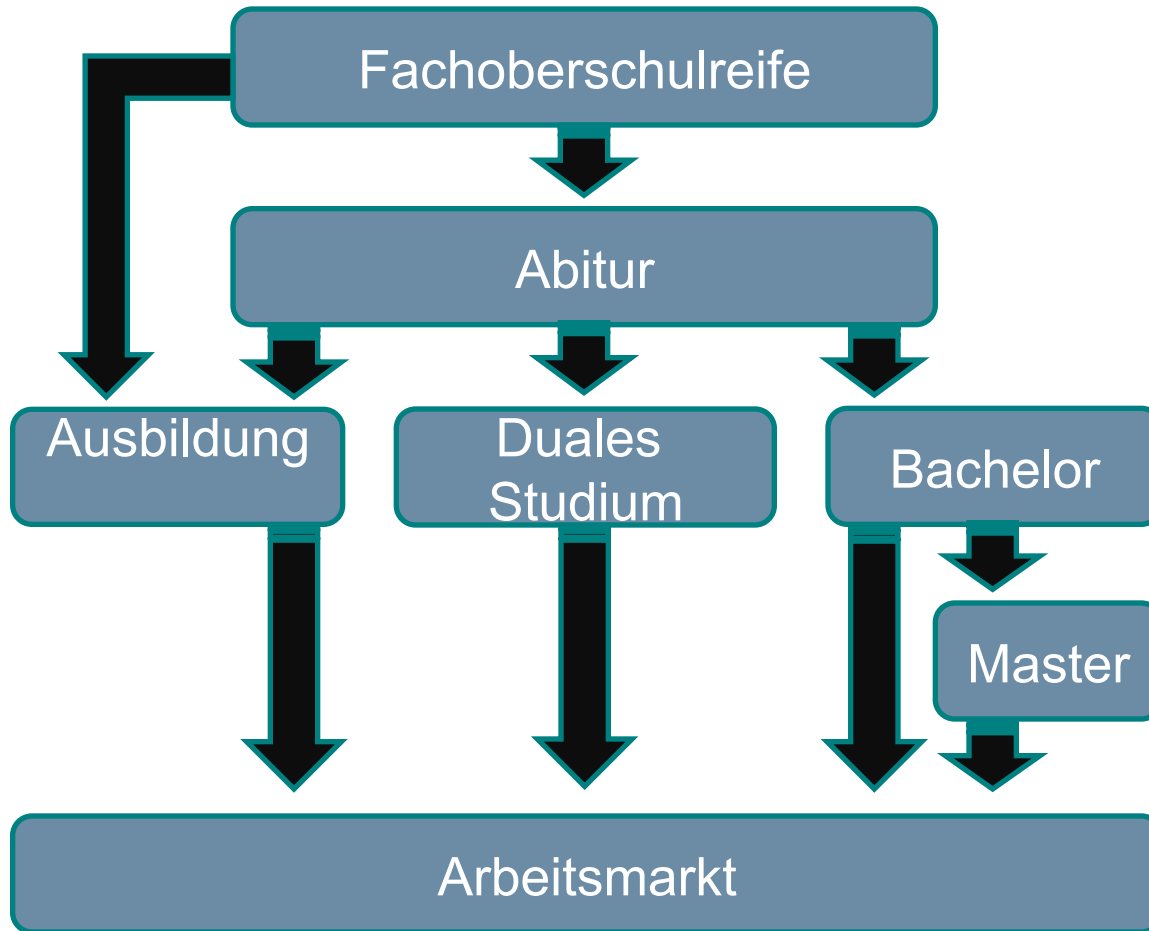 Fachoberschulreife
Abitur
Ausbildung
Duales
Studium
Bachelor
Master
Arbeitsmarkt